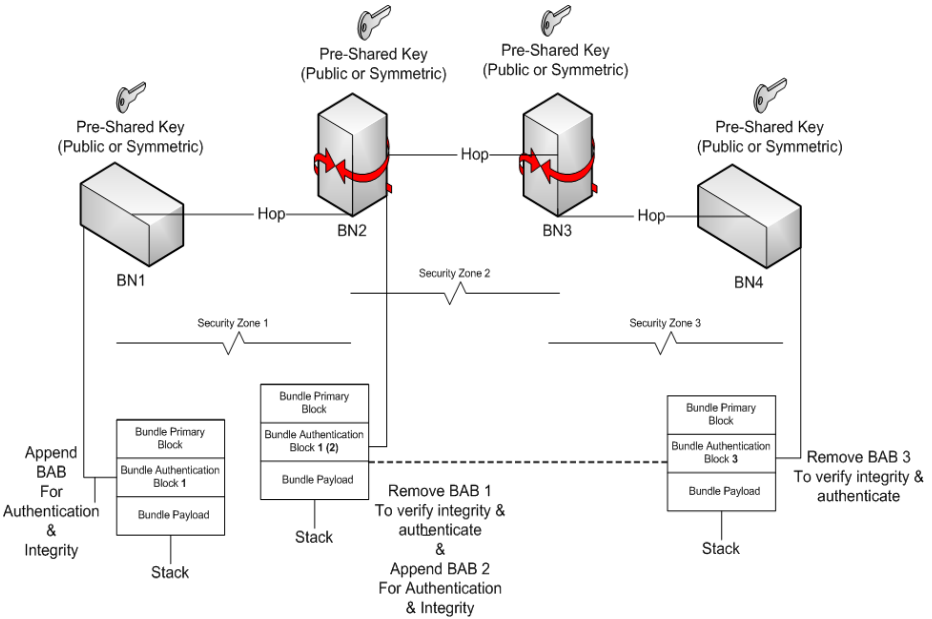 Pre-Shared Key
(Public or Symmetric)
Pre-Shared Key
(Public or Symmetric)
Pre-Shared Key
(Public or Symmetric)
Pre-Shared Key
(Public or Symmetric)
Hop
Hop
Hop
BN1
BN2
BN3
BN4
Security Zone 1
Security Zone 2
Security Zone 3
Append
BAB
For
Authentication
&
Integrity
Bundle Primary
Block
Bundle Authentication
Block 1
Bundle Payload
Stack
Bundle Primary
Block
Bundle Authentication
Block 1 (2)
Bundle Payload
Stack
Remove BAB 1
To verify integrity &
authenticate
&
Append BAB 2
For Authentication
& Integrity
Bundle Primary
Block
Bundle Authentication
Block 3
Bundle Payload
Stack
Remove BAB 3
To verify integrity &
authenticate